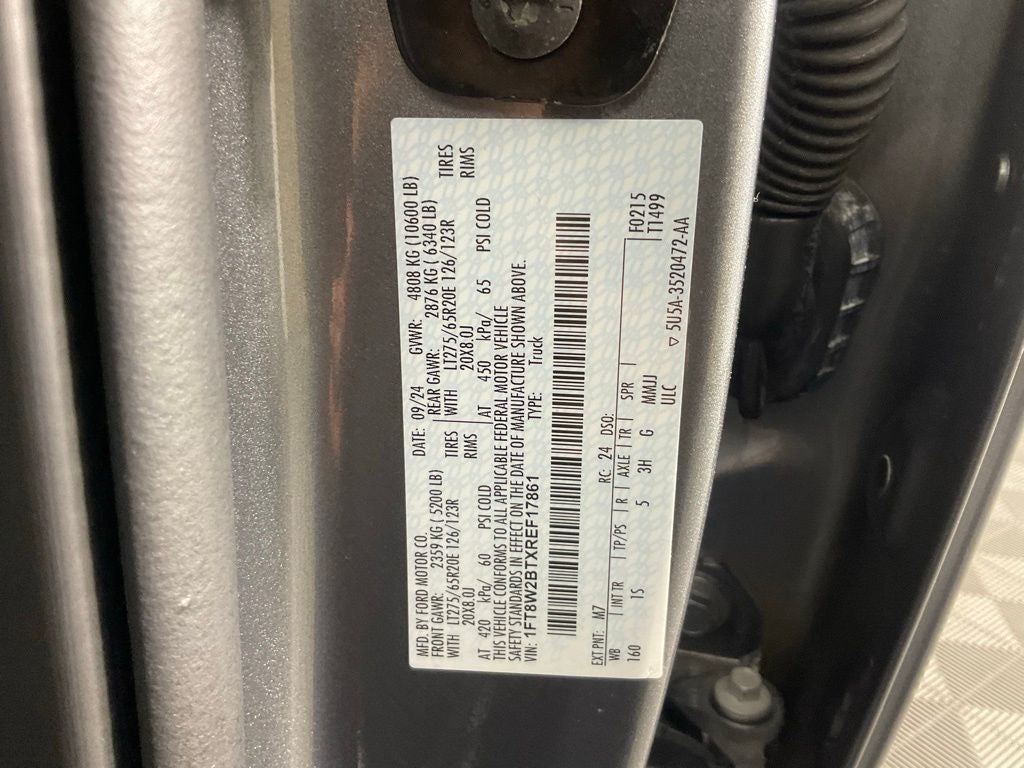 MFD. BY FORD MOTOR CO.
DATE: 09/24 GVWR: 4808 KG (10600 LB)
FRONT GAWR: 2359 KG ( 5200 LB) REAR GAWR: 2876 KG ( 6340 LB)
WITH LT275/65R20E 126/123R TIRES WITH LT275/65R20E 126/123R TIRES
20X8.0J RIMS 20X8.0J RIMS
AT 420 kPa/ 60 PSI COLD AT 450 kPa/ 65 PSI COLD
THIS VEHICLE CONFORMS TO ALL APPLICABLE FEDERAL MOTOR VEHICLE
SAFETY STANDARDS IN EFFECT ON THE DATE OF MANUFACTURE SHOWN ABOVE.
VIN: 1FT8W2BTXREF17861 TYPE: Truck
F0215
EXT PNT: M7 RC: 24 DSO: T1499
WB INT TR TP/PS R AXLE TR SPR
160 1S 5 3H G MMJJ
ULC
▽ 5U5A-3520472-AA